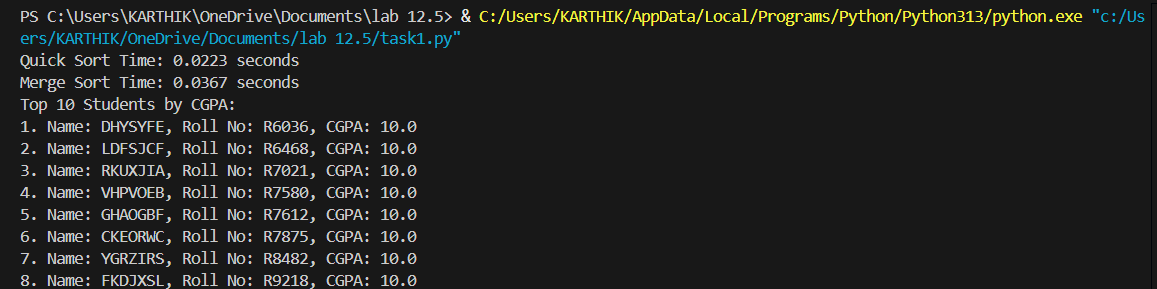 PS C:\Users\KARTHIK\OneDrive\Documents\lab 12.5> & C:/Users/KARTHIK/AppData/Local/Programs/Python/Python313/python.exe "c:/Us
ers/KARTHIK/OneDrive/Documents/lab 12.5/task1.py"
Quick Sort Time: 0.0223 seconds
Merge Sort Time: 0.0367 seconds
Top 10 Students by CGPA:
1. Name: DHYSYFE, Roll No: R6036, CGPA: 10.0
2. Name: LDFSJCF, Roll No: R6468, CGPA: 10.0
3. Name: RKUXJIA, Roll No: R7021, CGPA: 10.0
4. Name: VHPVOEB, Roll No: R7580, CGPA: 10.0
5. Name: GHAOGBF, Roll No: R7612, CGPA: 10.0
6. Name: CKEORWC, Roll No: R7875, CGPA: 10.0
7. Name: YGRZIRS, Roll No: R8482, CGPA: 10.0
8. Name: FKDJXSL, Roll No: R9218, CGPA: 10.0